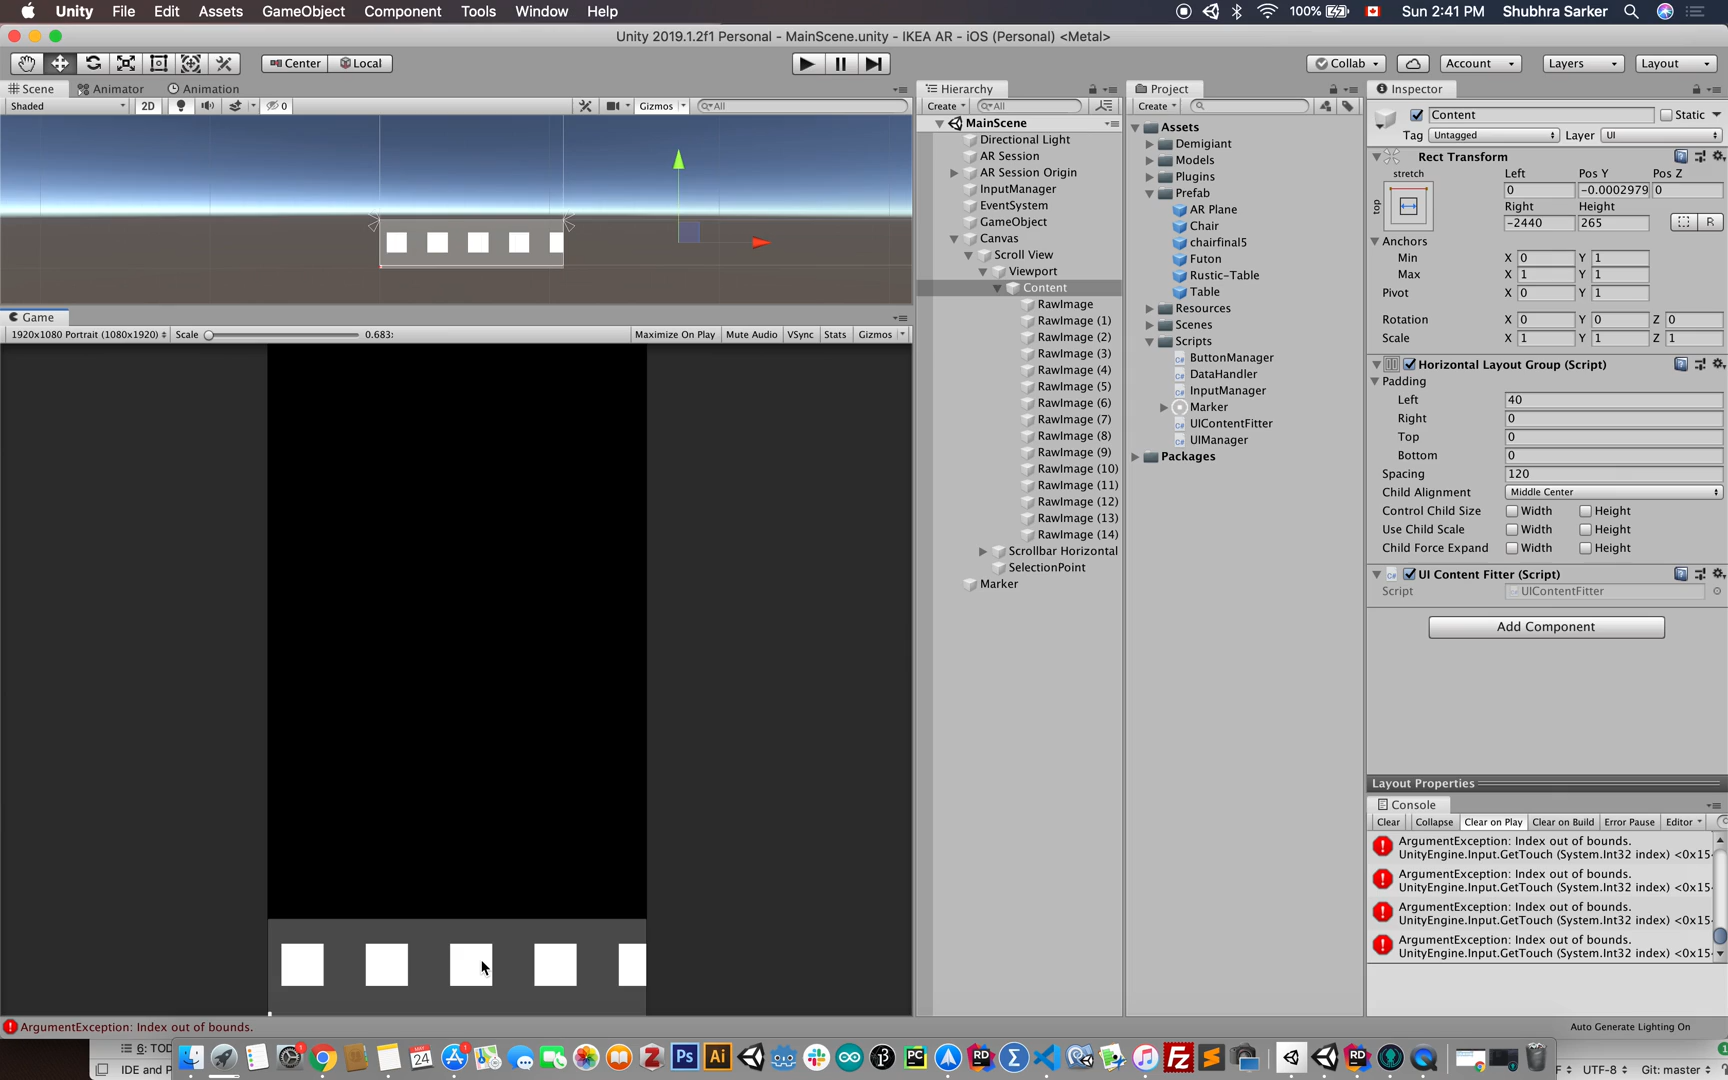 Unity File Edit Assets GameObject Component Tools Window Help 100% Sun 2:41 PM Shubhra Sarker
Unity 2019.1.2f1 Personal - MainScene.unity - IKEA AR - iOS (Personal) <Metal>
Center Local Collab Account Layers Layout
Scene Animator Animation
Shaded 2D 0 Gizmos All
Game
1920x1080 Portrait (1080x1920) Scale 0.683: Maximize On Play Mute Audio VSync Stats Gizmos
Hierarchy
Create All
MainScene
Directional Light
AR Session
AR Session Origin
InputManager
EventSystem
GameObject
Canvas
Scroll View
Viewport
Content
RawImage
RawImage (1)
RawImage (2)
RawImage (3)
RawImage (4)
RawImage (5)
RawImage (6)
RawImage (7)
RawImage (8)
RawImage (9)
RawImage (10)
RawImage (11)
RawImage (12)
RawImage (13)
RawImage (14)
Scrollbar Horizontal
SelectionPoint
Marker
Project
Create
Assets
Demigiant
Models
Plugins
Prefab
AR Plane
Chair
chairfinal5
Futon
Rustic-Table
Table
Resources
Scenes
Scripts
ButtonManager
DataHandler
InputManager
Marker
UIContentFitter
UIManager
Packages
Inspector
Content Static
Tag Untagged Layer UI
Rect Transform
stretch Left Pos Y Pos Z
top 0 -0.0002979 0
Right Height
-2440 265 R
Anchors
Min X 0 Y 1
Max X 1 Y 1
Pivot X 0 Y 1
Rotation X 0 Y 0 Z 0
Scale X 1 Y 1 Z 1
Horizontal Layout Group (Script)
Padding
Left 40
Right 0
Top 0
Bottom 0
Spacing 120
Child Alignment Middle Center
Control Child Size Width Height
Use Child Scale Width Height
Child Force Expand Width Height
UI Content Fitter (Script)
Script UIContentFitter
Add Component
Layout Properties
Console
Clear Collapse Clear on Play Clear on Build Error Pause Editor
ArgumentException: Index out of bounds.
UnityEngine.Input.GetTouch (System.Int32 index) <0x15
ArgumentException: Index out of bounds.
UnityEngine.Input.GetTouch (System.Int32 index) <0x15
ArgumentException: Index out of bounds.
UnityEngine.Input.GetTouch (System.Int32 index) <0x15
ArgumentException: Index out of bounds.
UnityEngine.Input.GetTouch (System.Int32 index) <0x15
ArgumentException: Index out of bounds. Auto Generate Lighting On
6: TOD
IDE and P UTF-8 Git: master